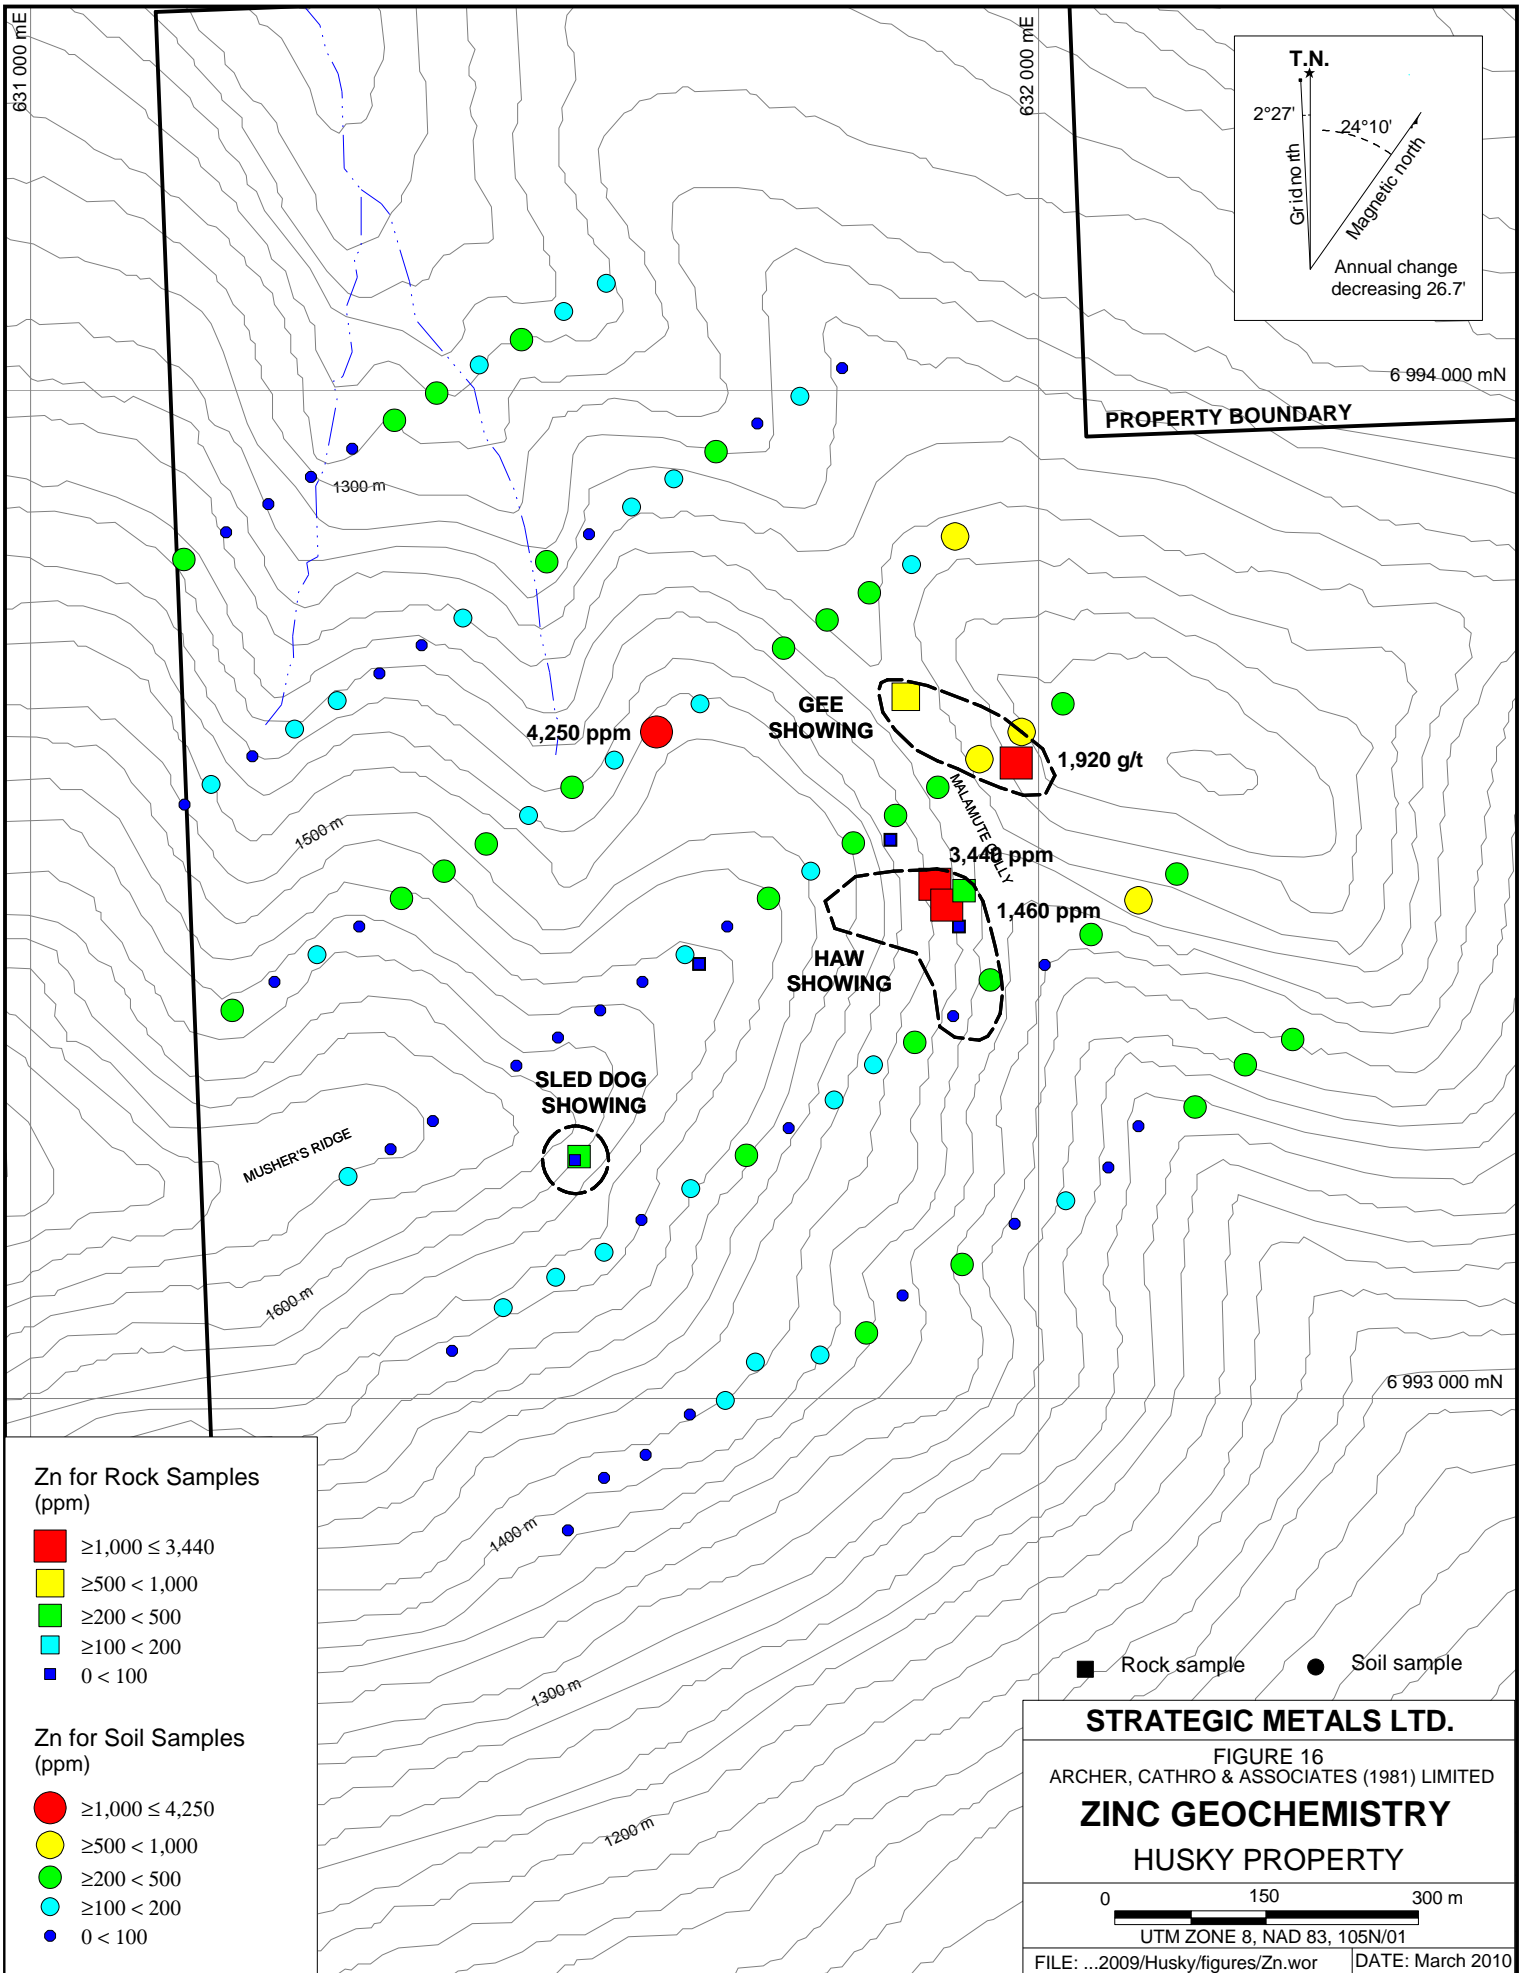 631 000 mE
632 000 mE
T.N.
2°27'
24°10'
Grid north
Magnetic north
Annual change
decreasing 26.7'
6 994 000 mN
PROPERTY BOUNDARY
1300 m
GEE
SHOWING
4,250 ppm
1,920 g/t
MALAMUTE GULLY
1500 m
3,440 ppm
1,460 ppm
HAW
SHOWING
SLED DOG
SHOWING
MUSHER'S RIDGE
1600 m
6 993 000 mN
1400 m
1300 m
1200 m
Zn for Rock Samples
(ppm)
≥1,000 ≤ 3,440
≥500 < 1,000
≥200 < 500
≥100 < 200
0 < 100
Zn for Soil Samples
(ppm)
≥1,000 ≤ 4,250
≥500 < 1,000
≥200 < 500
≥100 < 200
0 < 100
Rock sample
Soil sample
STRATEGIC METALS LTD.
FIGURE 16
ARCHER, CATHRO & ASSOCIATES (1981) LIMITED
ZINC GEOCHEMISTRY
HUSKY PROPERTY
0 150 300 m
UTM ZONE 8, NAD 83, 105N/01
FILE: ...2009/Husky/figures/Zn.wor
DATE: March 2010